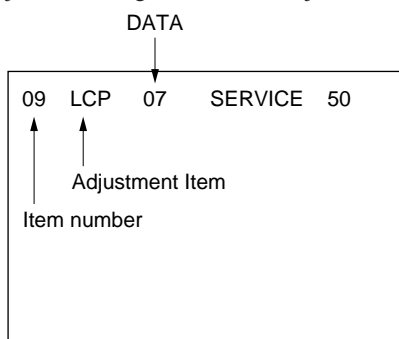 DATA
09 LCP 07 SERVICE 50
Adjustment Item
Item number